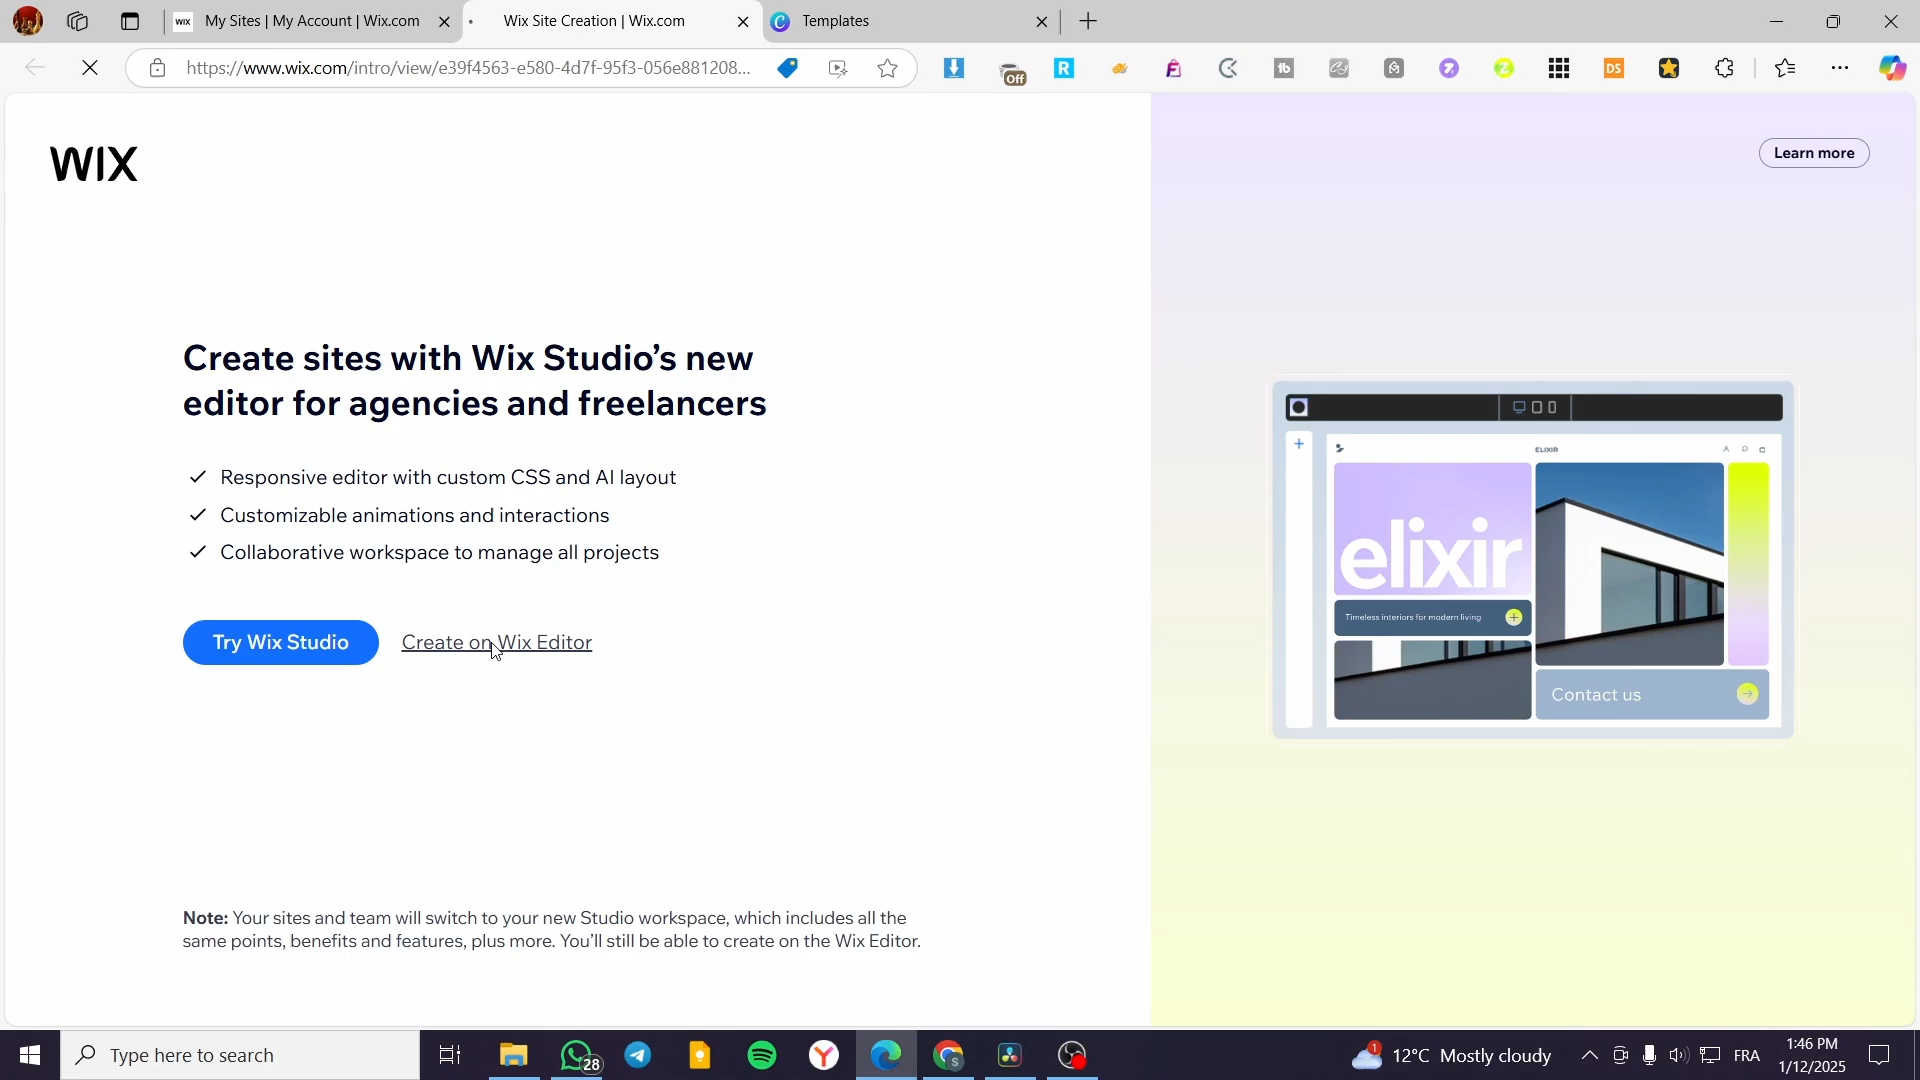 My Sites | My Account | Wix.com
Wix Site Creation | Wix.com
Templates
https://www.wix.com/intro/view/e39f4563-e580-4d7f-95f3-056e881208...
Off
WIX
Learn more
Create sites with Wix Studio's new
editor for agencies and freelancers
Responsive editor with custom CSS and AI layout
Customizable animations and interactions
Collaborative workspace to manage all projects
Try Wix Studio
Create on Wix Editor
ELIXIR
elixir
Timeless interiors for modern living
Contact us
Note: Your sites and team will switch to your new Studio workspace, which includes all the
same points, benefits and features, plus more. You'll still be able to create on the Wix Editor.
Type here to search
28
1
12°C Mostly cloudy
FRA
1:46 PM
1/12/2025